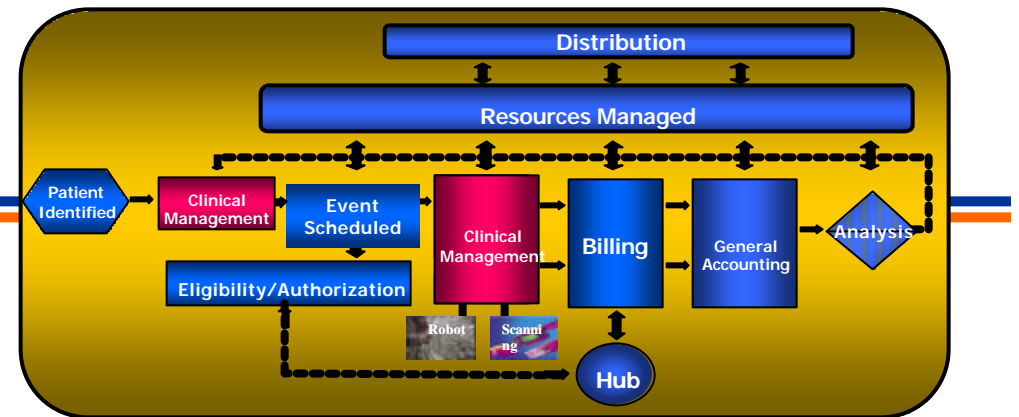 Distribution
Resources Managed
Patient
Identified
Clinical
Management
Event
Scheduled
Clinical
Management
Billing
General
Accounting
Analysis
Eligibility/Authorization
Robot
Scanni
ng
Hub